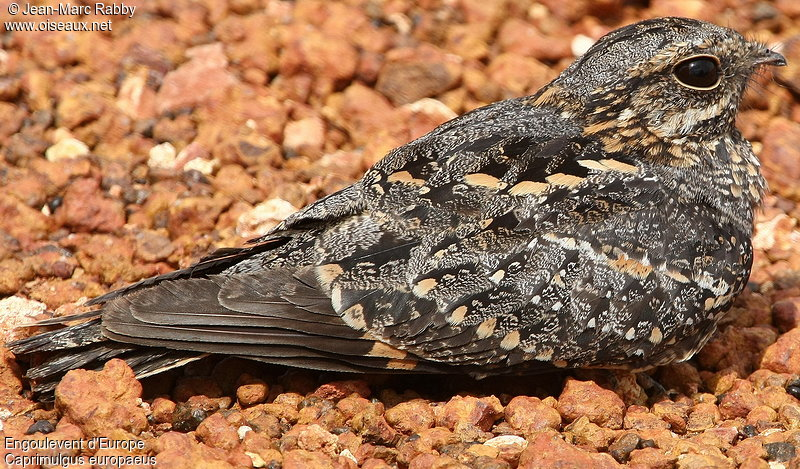 © Jean-Marc Rabby
www.oiseaux.net
Engoulevent d'Europe
Caprimulgus europaeus